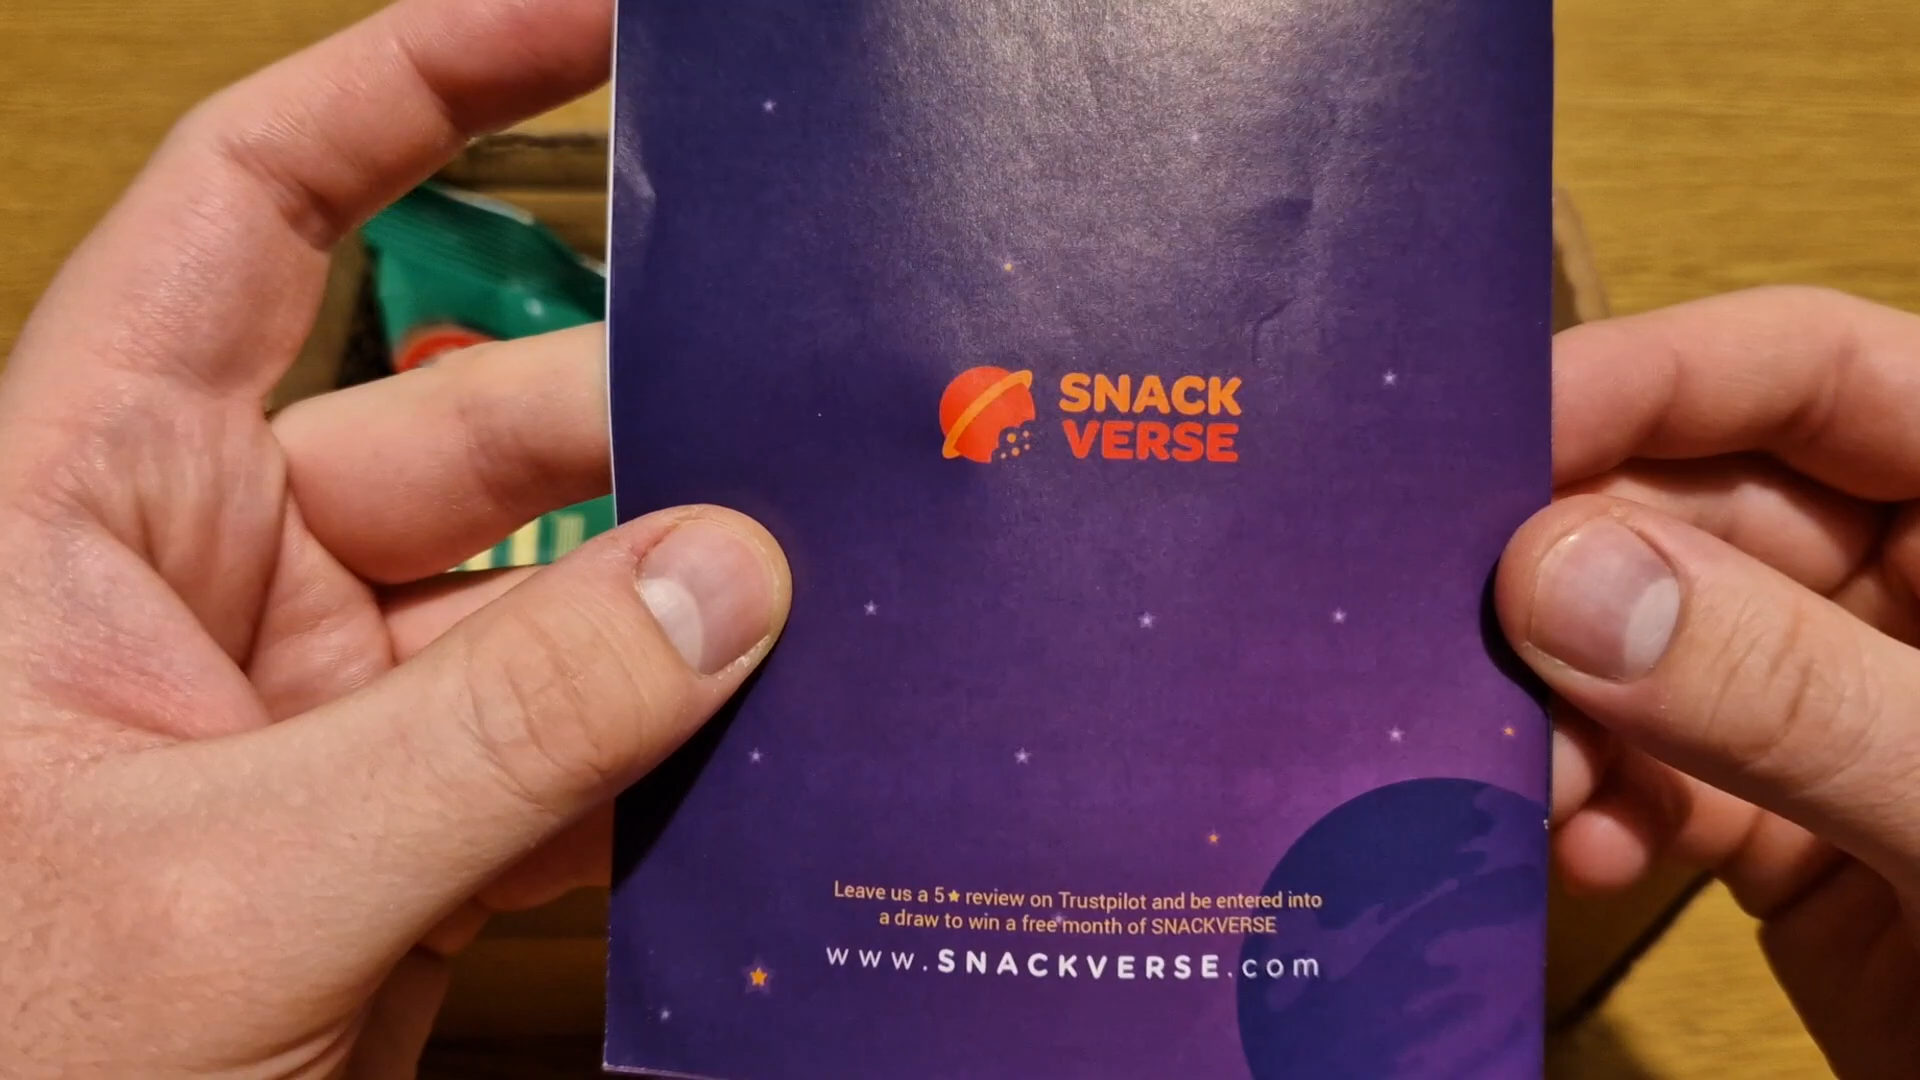 SNACK
VERSE
Leave us a 5★ review on Trustpilot and be entered into
a draw to win a free month of SNACKVERSE
www.SNACKVERSE.com